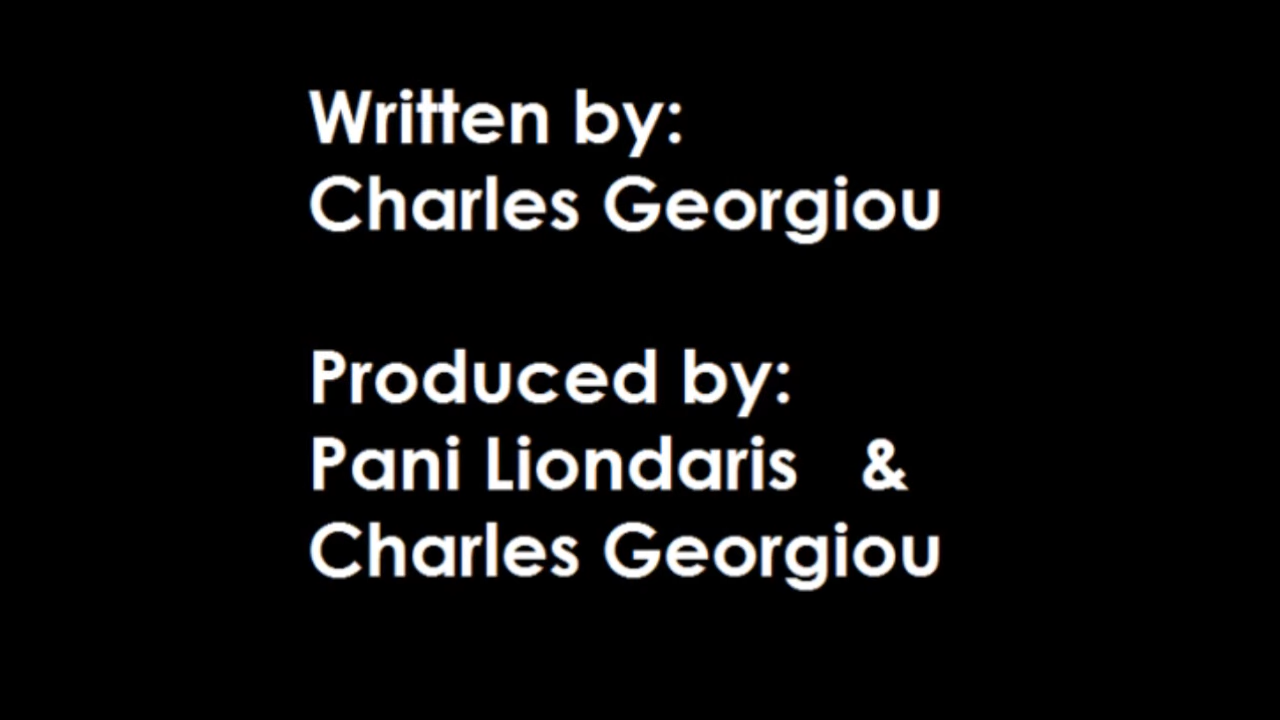 Written by:
Charles Georgiou
Produced by:
Pani Liondaris &
Charles Georgiou